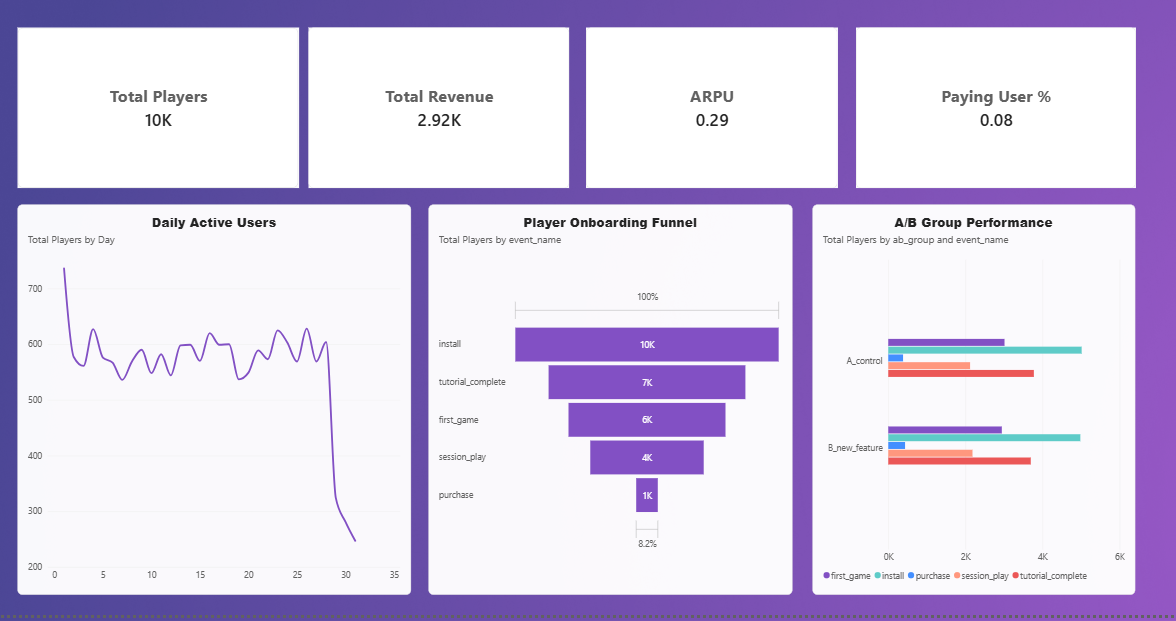 Total Players
10K
Total Revenue
2.92K
ARPU
0.29
Paying User %
0.08
Daily Active Users
Total Players by Day
700
600
500
400
300
200
0 5 10 15 20 25 30 35
Player Onboarding Funnel
Total Players by event_name
100%
install 10K
tutorial_complete 7K
first_game 6K
session_play 4K
purchase 1K
8.2%
A/B Group Performance
Total Players by ab_group and event_name
A_control
B_new_feature
0K 2K 4K 6K
first_game install purchase session_play tutorial_complete